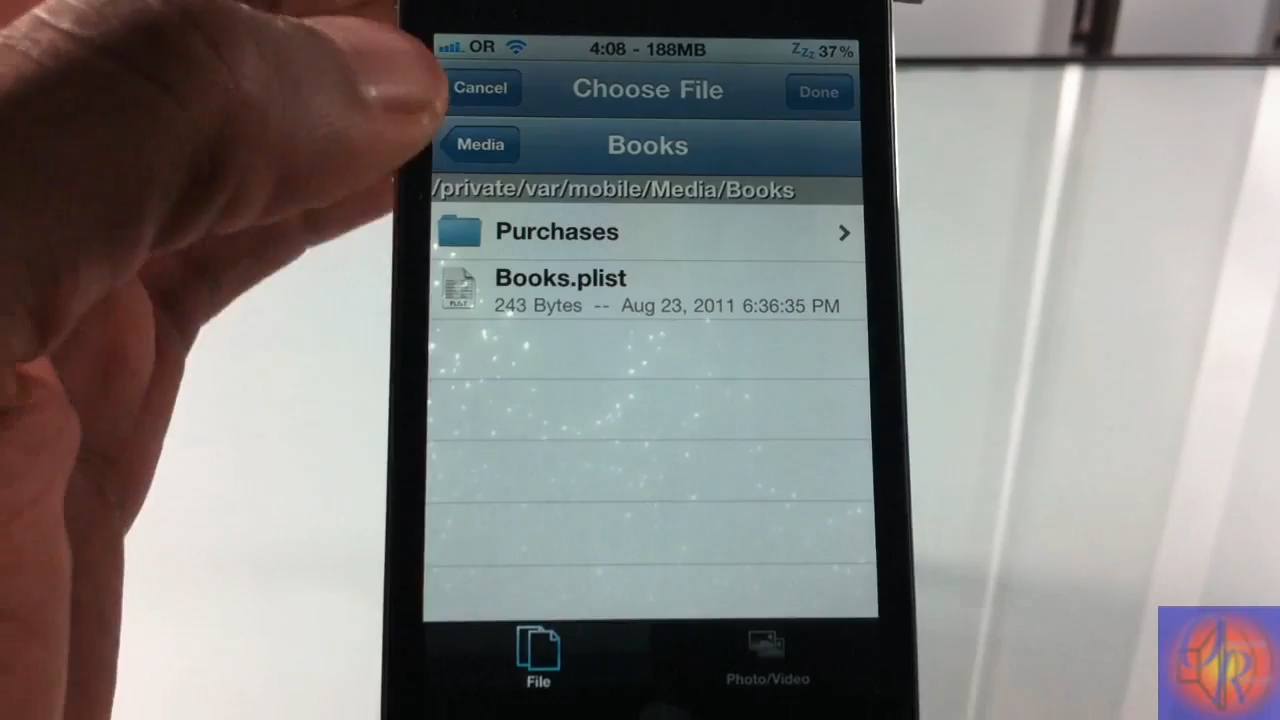 OR 4:08 - 188MB Zzz 37%
Cancel Choose File Done
Media Books
/private/var/mobile/Media/Books
Purchases
Books.plist
243 Bytes -- Aug 23, 2011 6:36:35 PM
File Photo/Video